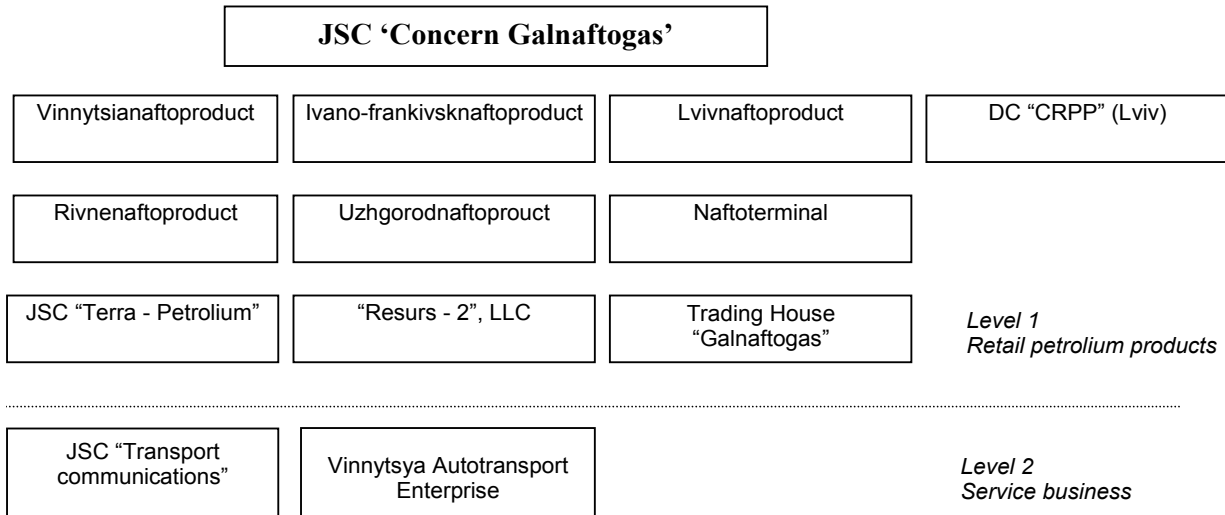 JSC ‘Concern Galnaftogas’
Vinnytsianaftoproduct
Ivano-frankivsknaftoproduct
Lvivnaftoproduct
DC “CRPP” (Lviv)
Rivnenaftoproduct
Uzhgorodnaftoprouct
Naftoterminal
JSC “Terra - Petrolium”
“Resurs - 2”, LLC
Trading House
“Galnaftogas”
Level 1
Retail petrolium products
JSC “Transport
communications”
Vinnytsya Autotransport
Enterprise
Level 2
Service business